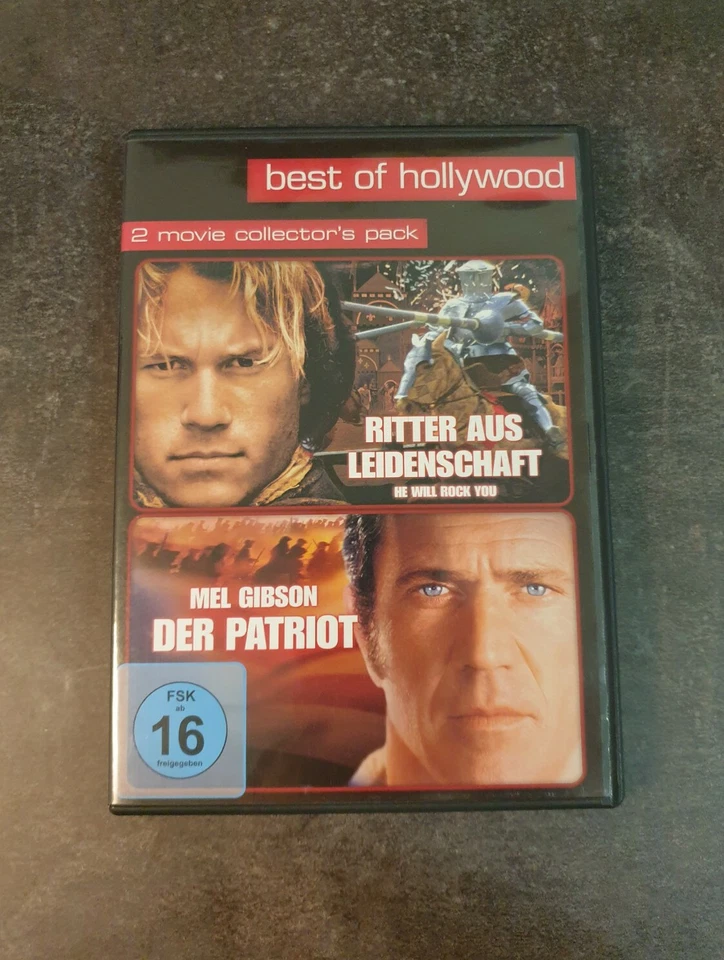 best of hollywood
2 movie collector's pack
RITTER AUS
LEIDENSCHAFT
HE WILL ROCK YOU
MEL GIBSON
DER PATRIOT
FSK
ab
16
freigegeben